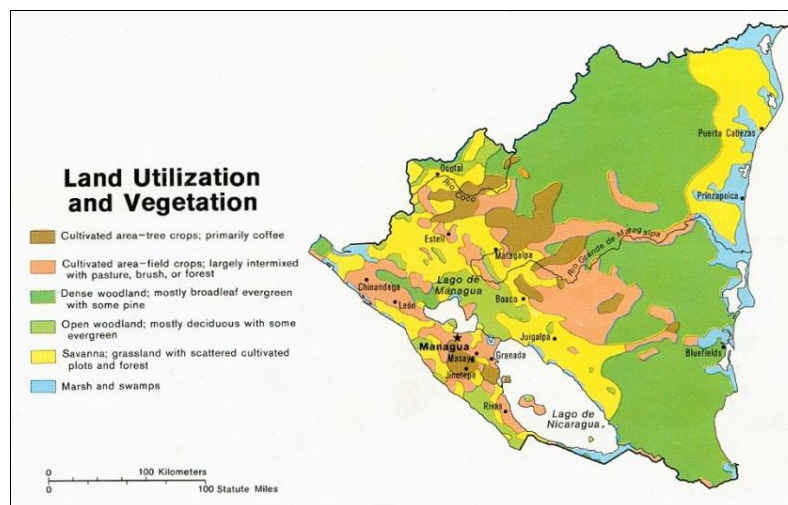 Land Utilization
and Vegetation
Cultivated area—tree crops; primarily coffee
Cultivated area—field crops; largely intermixed
with pasture, brush, or forest
Dense woodland; mostly broadleaf evergreen
with some pine
Open woodland; mostly deciduous with some
evergreen
Savanna; grassland with scattered cultivated
plots and forest
Marsh and swamps
0 100 Kilometers
0 100 Statute Miles
Puerto Cabezas
Ocotal
Río Coco
Prinzapolca
Río Grande de Matagalpa
Estelí
Matagalpa
Lago de
Managua
Chinandega
León
Boaco
Juigalpa
Managua
Masaya
Granada
Jinotepe
Bluefields
Rivas
Lago de
Nicaragua